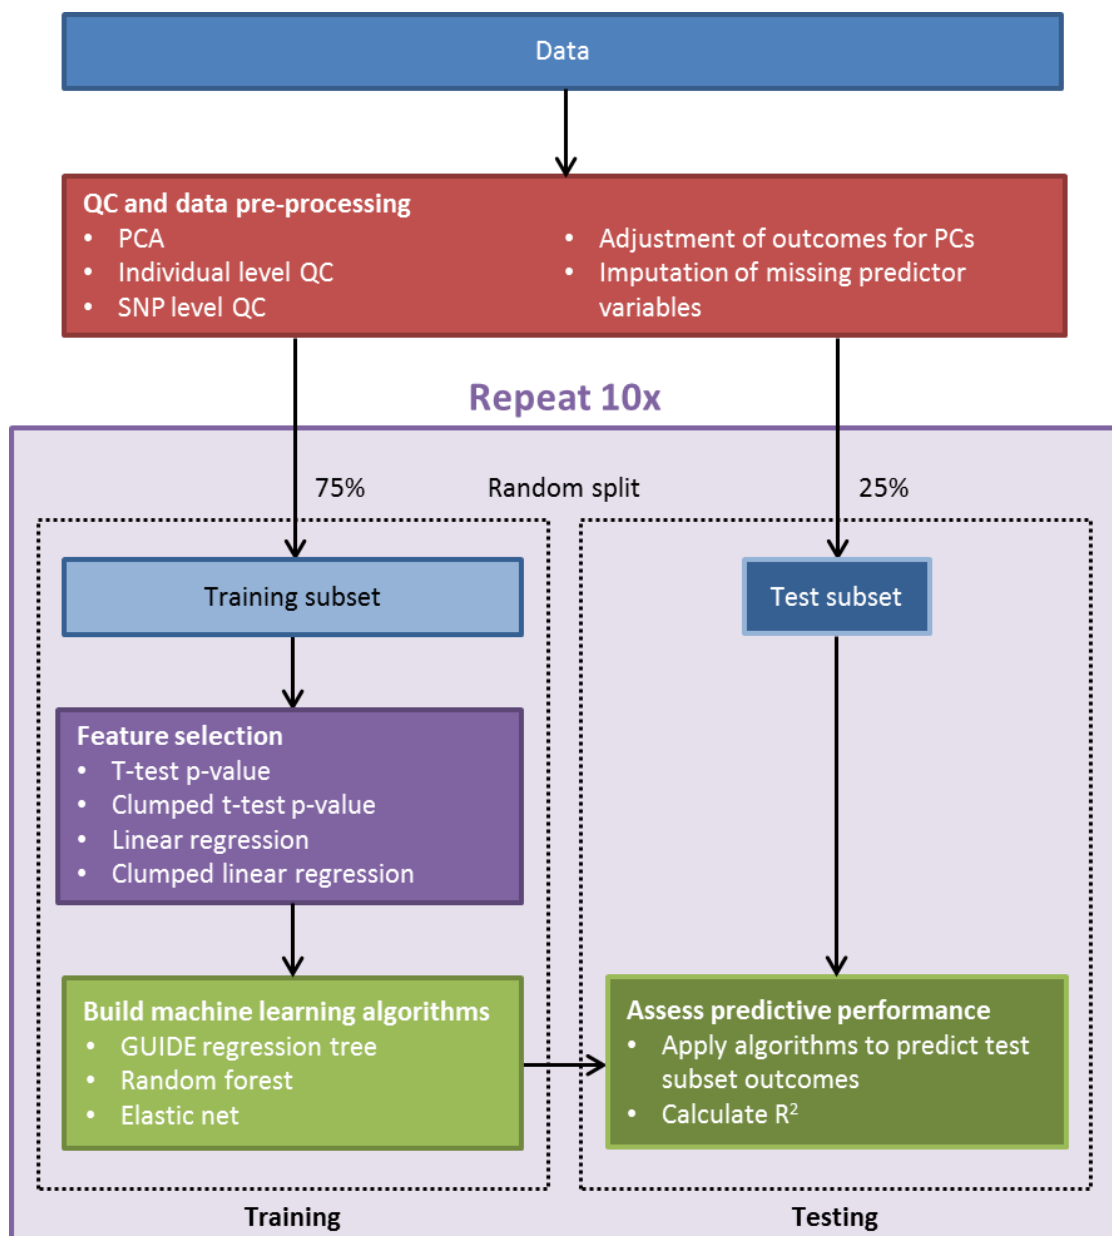 Data
QC and data pre-processing
• PCA
• Individual level QC
• SNP level QC
• Adjustment of outcomes for PCs
• Imputation of missing predictor
variables
Repeat 10x
75%
Random split
25%
Training subset
Test subset
Feature selection
• T-test p-value
• Clumped t-test p-value
• Linear regression
• Clumped linear regression
Build machine learning algorithms
• GUIDE regression tree
• Random forest
• Elastic net
Assess predictive performance
• Apply algorithms to predict test
subset outcomes
• Calculate R²
Training
Testing